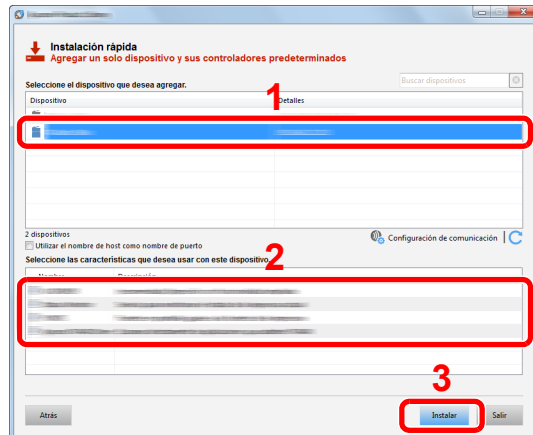 Instalación rápida
Agregar un solo dispositivo y sus controladores predeterminados
Seleccione el dispositivo que desea agregar.
Buscar dispositivos
1
Dispositivo Detalles
2 dispositivos
Configuración de comunicación
Utilizar el nombre de host como nombre de puerto
2
Seleccione las características que desea usar con este dispositivo.
Nombre Descripción
3
Atrás Instalar Salir